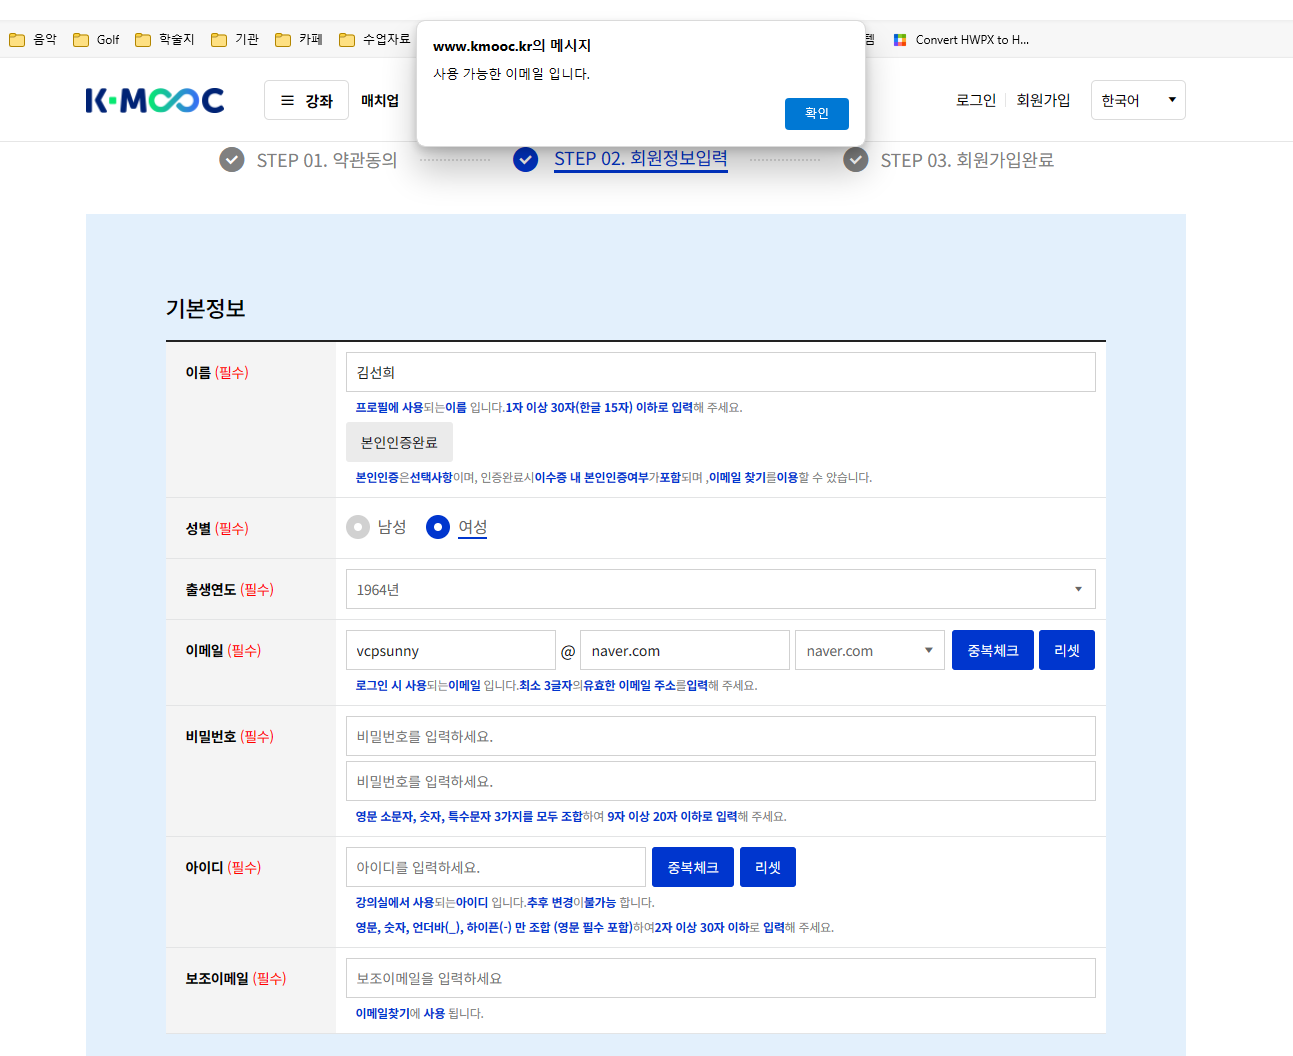 음악 Golf 학술지 기관 카페 수업자료 Convert HWPX to H...
www.kmooc.kr의 메시지
사용 가능한 이메일 입니다.
확인
K-MOOC 강좌 매치업 로그인 회원가입 한국어
STEP 01. 약관동의 STEP 02. 회원정보입력 STEP 03. 회원가입완료
기본정보
이름 (필수) 김선희
프로필에 사용되는이름 입니다.1자 이상 30자(한글 15자) 이하로 입력해 주세요.
본인인증완료
본인인증은선택사항이며, 인증완료시이수증 내 본인인증여부가포함되며 ,이메일 찾기를이용할 수 았습니다.
성별 (필수) 남성 여성
출생연도 (필수) 1964년
이메일 (필수) vcpsunny @ naver.com naver.com 중복체크 리셋
로그인 시 사용되는이메일 입니다.최소 3글자의유효한 이메일 주소를입력해 주세요.
비밀번호 (필수) 비밀번호를 입력하세요.
비밀번호를 입력하세요.
영문 소문자, 숫자, 특수문자 3가지를 모두 조합하여 9자 이상 20자 이하로 입력해 주세요.
아이디 (필수) 아이디를 입력하세요. 중복체크 리셋
강의실에서 사용되는아이디 입니다.추후 변경이불가능 합니다.
영문, 숫자, 언더바(_), 하이픈(-) 만 조합 (영문 필수 포함)하여2자 이상 30자 이하로 입력해 주세요.
보조이메일 (필수) 보조이메일을 입력하세요
이메일찾기에 사용 됩니다.